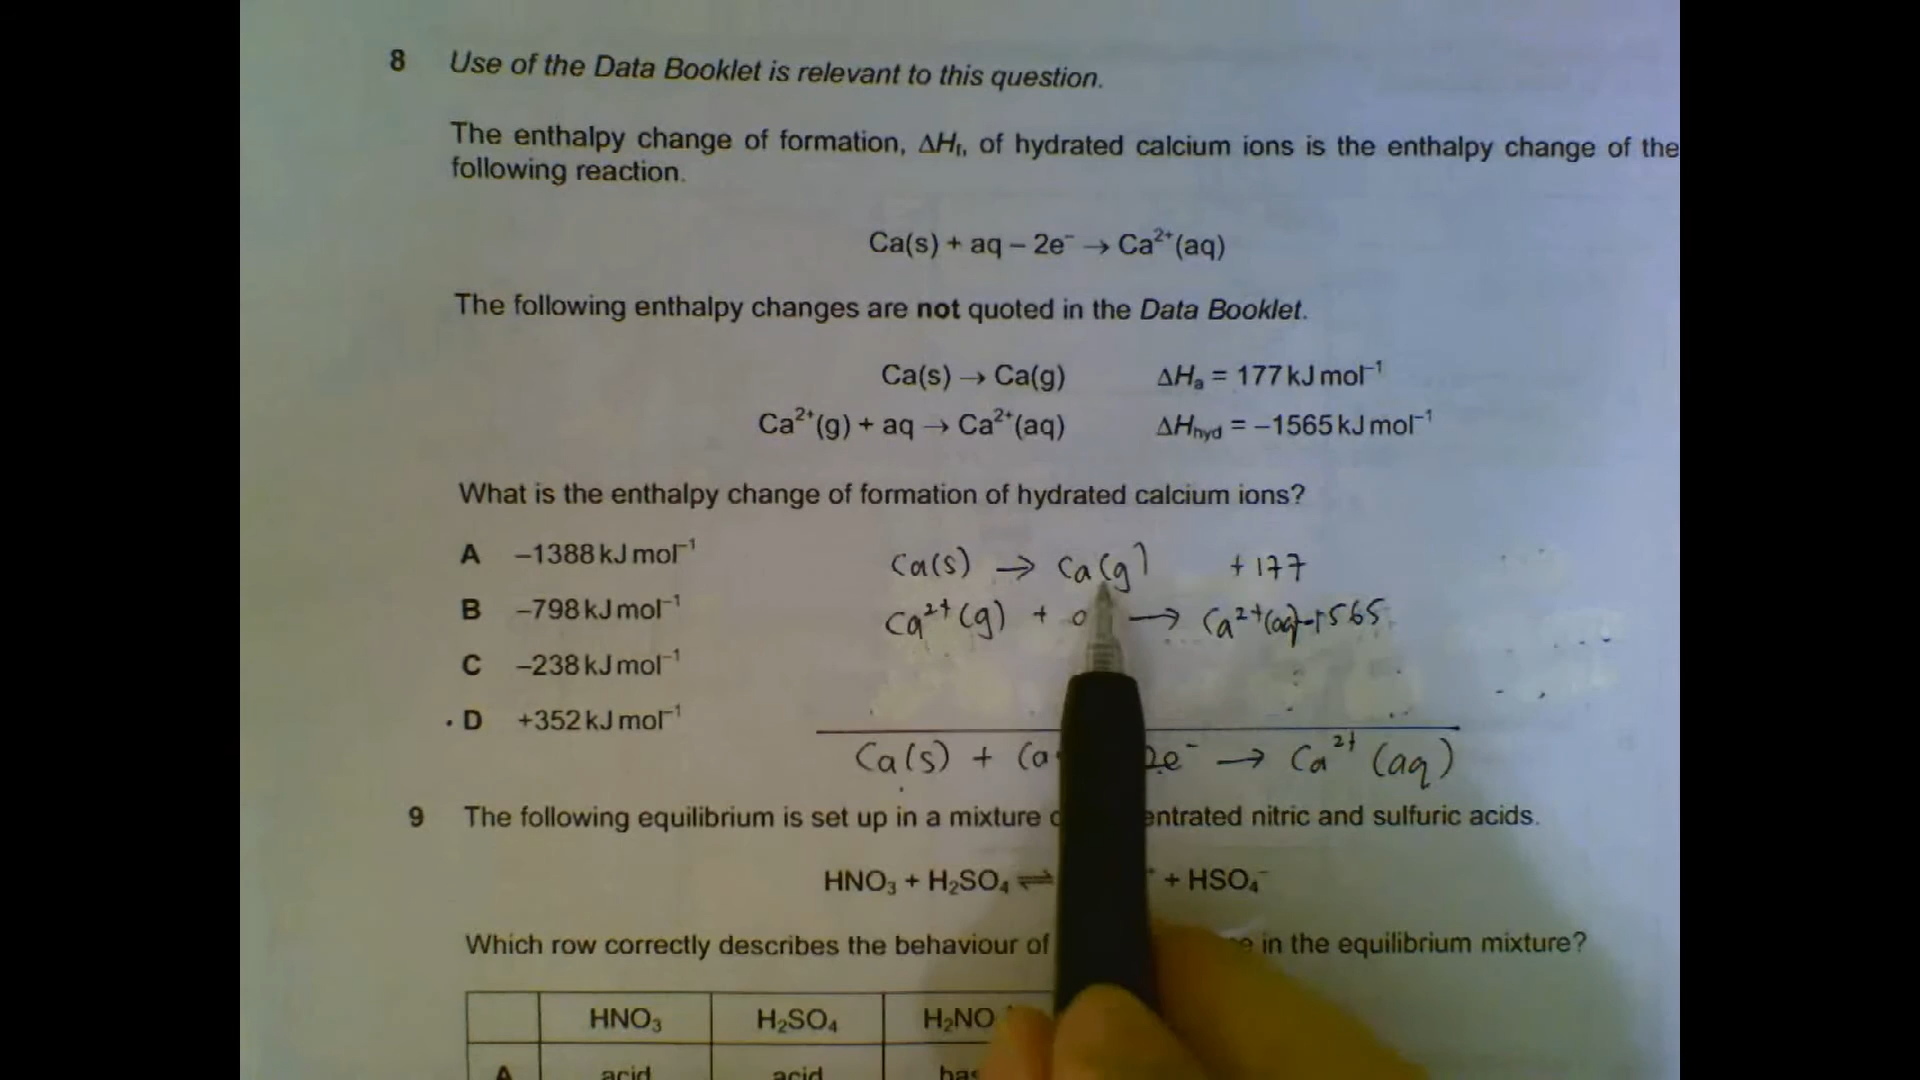 8 Use of the Data Booklet is relevant to this question.
The enthalpy change of formation, ΔHf, of hydrated calcium ions is the enthalpy change of the
following reaction.
Ca(s) + aq – 2e⁻ → Ca²⁺(aq)
The following enthalpy changes are not quoted in the Data Booklet.
Ca(s) → Ca(g) ΔHa = 177 kJ mol⁻¹
Ca²⁺(g) + aq → Ca²⁺(aq) ΔHhyd = –1565 kJ mol⁻¹
What is the enthalpy change of formation of hydrated calcium ions?
A –1388 kJ mol⁻¹
B –798 kJ mol⁻¹
C –238 kJ mol⁻¹
D +352 kJ mol⁻¹
Ca(s) → Ca(g) +177
Ca²⁺(g) + → Ca²⁺(aq) -1565
Ca(s) + 2e⁻ → Ca²⁺(aq)
9 The following equilibrium is set up in a mixture of concentrated nitric and sulfuric acids.
HNO₃ + H₂SO₄ ⇌ + HSO₄⁻
Which row correctly describes the behaviour of in the equilibrium mixture?
HNO₃ H₂SO₄ H₂NO
A acid acid